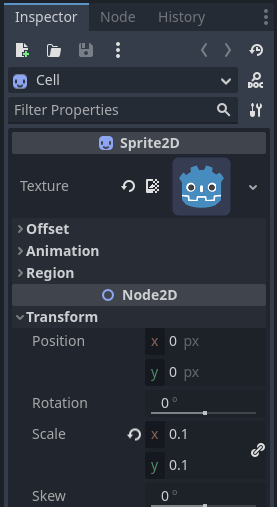 Inspector Node History
Cell DOC
Filter Properties
Sprite2D
Texture
Offset
Animation
Region
Node2D
Transform
Position x 0 px
y 0 px
Rotation 0 °
Scale x 0.1
y 0.1
Skew 0 °